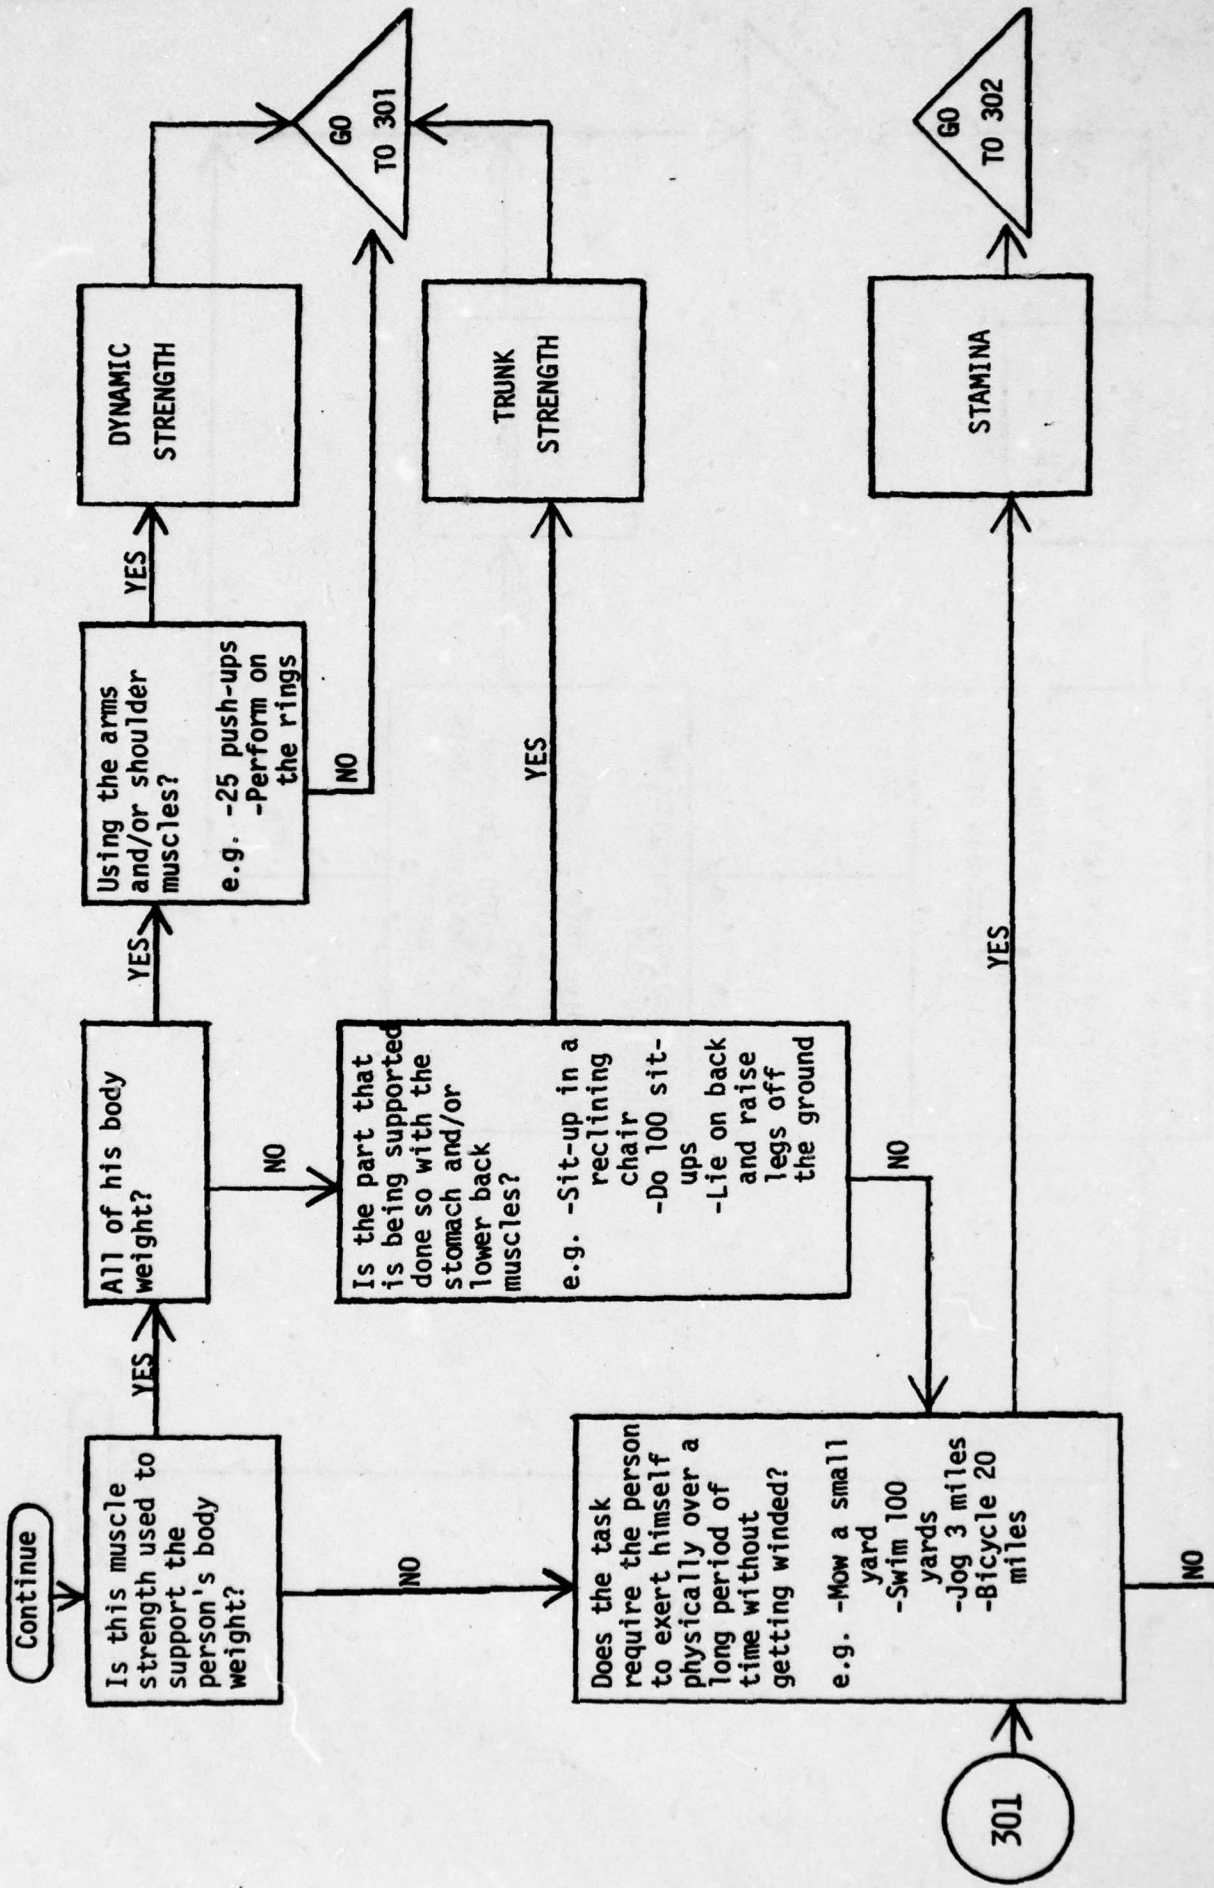 Continue
Is this muscle
strength used to
support the
person's body
weight?
YES
All of his body
weight?
YES
Using the arms
and/or shoulder
muscles?
e.g. -25 push-ups
-Perform on
the rings
YES
DYNAMIC
STRENGTH
NO
GO
TO 301
NO
Is the part that
is being supported
done so with the
stomach and/or
lower back
muscles?
e.g. -Sit-up in a
reclining
chair
-Do 100 sit-
ups
-Lie on back
and raise
legs off
the ground
YES
TRUNK
STRENGTH
NO
NO
301
Does the task
require the person
to exert himself
physically over a
long period of
time without
getting winded?
e.g. -Mow a small
yard
-Swim 100
yards
-Jog 3 miles
-Bicycle 20
miles
YES
STAMINA
GO
TO 302
NO